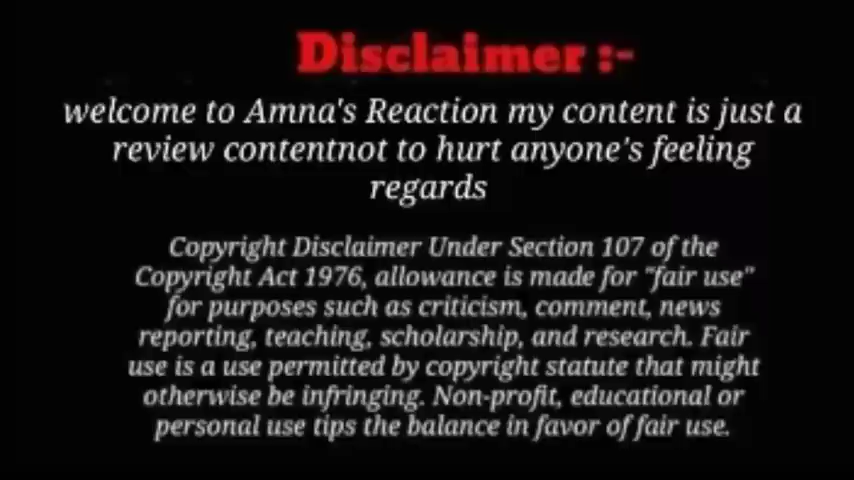 Disclaimer :-
welcome to Amna's Reaction my content is just a
review contentnot to hurt anyone's feeling
regards
Copyright Disclaimer Under Section 107 of the
Copyright Act 1976, allowance is made for "fair use"
for purposes such as criticism, comment, news
reporting, teaching, scholarship, and research. Fair
use is a use permitted by copyright statute that might
otherwise be infringing. Non-profit, educational or
personal use tips the balance in favor of fair use.